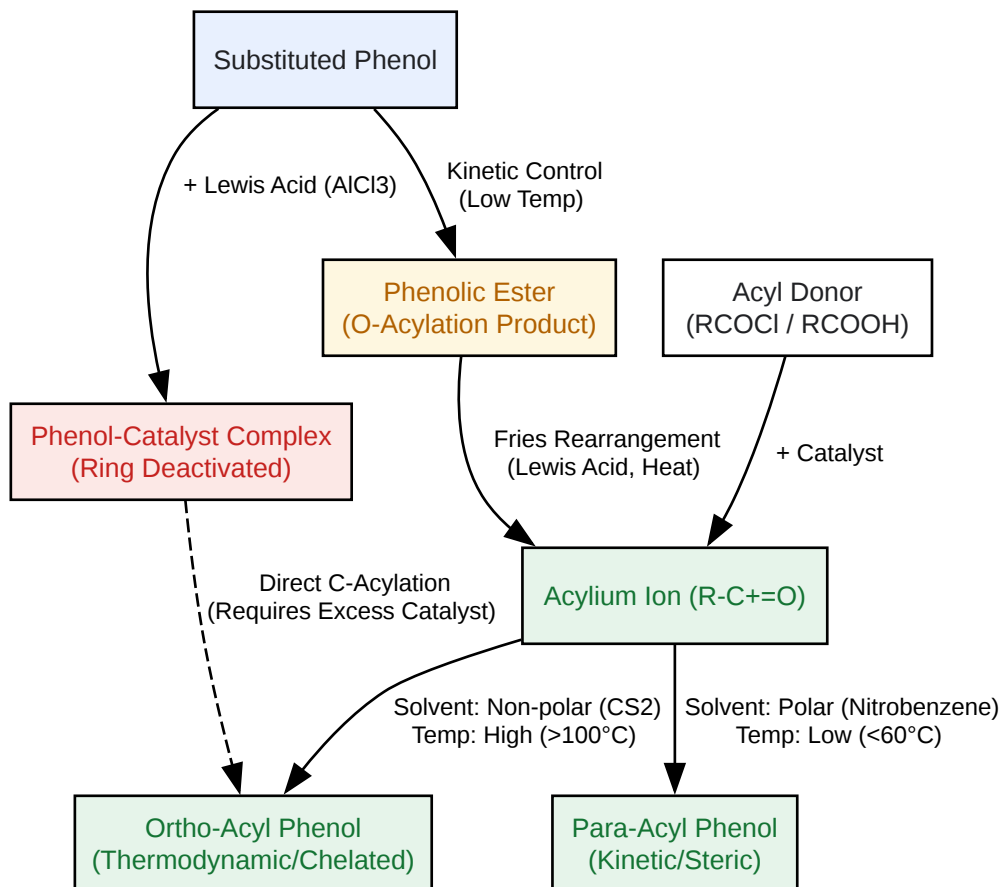 Substituted Phenol
+ Lewis Acid (AlCl3)
Kinetic Control
(Low Temp)
Phenolic Ester
(O-Acylation Product)
Acyl Donor
(RCOCl / RCOOH)
Phenol-Catalyst Complex
(Ring Deactivated)
Fries Rearrangement
(Lewis Acid, Heat)
+ Catalyst
Direct C-Acylation
(Requires Excess Catalyst)
Acylium Ion (R-C+=O)
Solvent: Non-polar (CS2)
Temp: High (>100°C)
Solvent: Polar (Nitrobenzene)
Temp: Low (<60°C)
Ortho-Acyl Phenol
(Thermodynamic/Chelated)
Para-Acyl Phenol
(Kinetic/Steric)